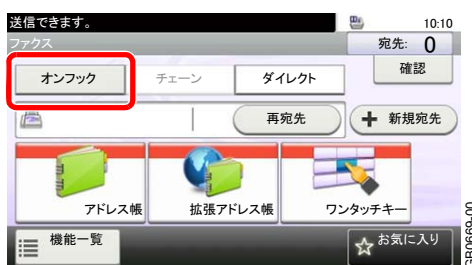 送信できます。
10:10
ファクス
宛先: 0
オンフック
チェーン
ダイレクト
確認
再宛先
+ 新規宛先
アドレス帳
拡張アドレス帳
ワンタッチキー
機能一覧
お気に入り